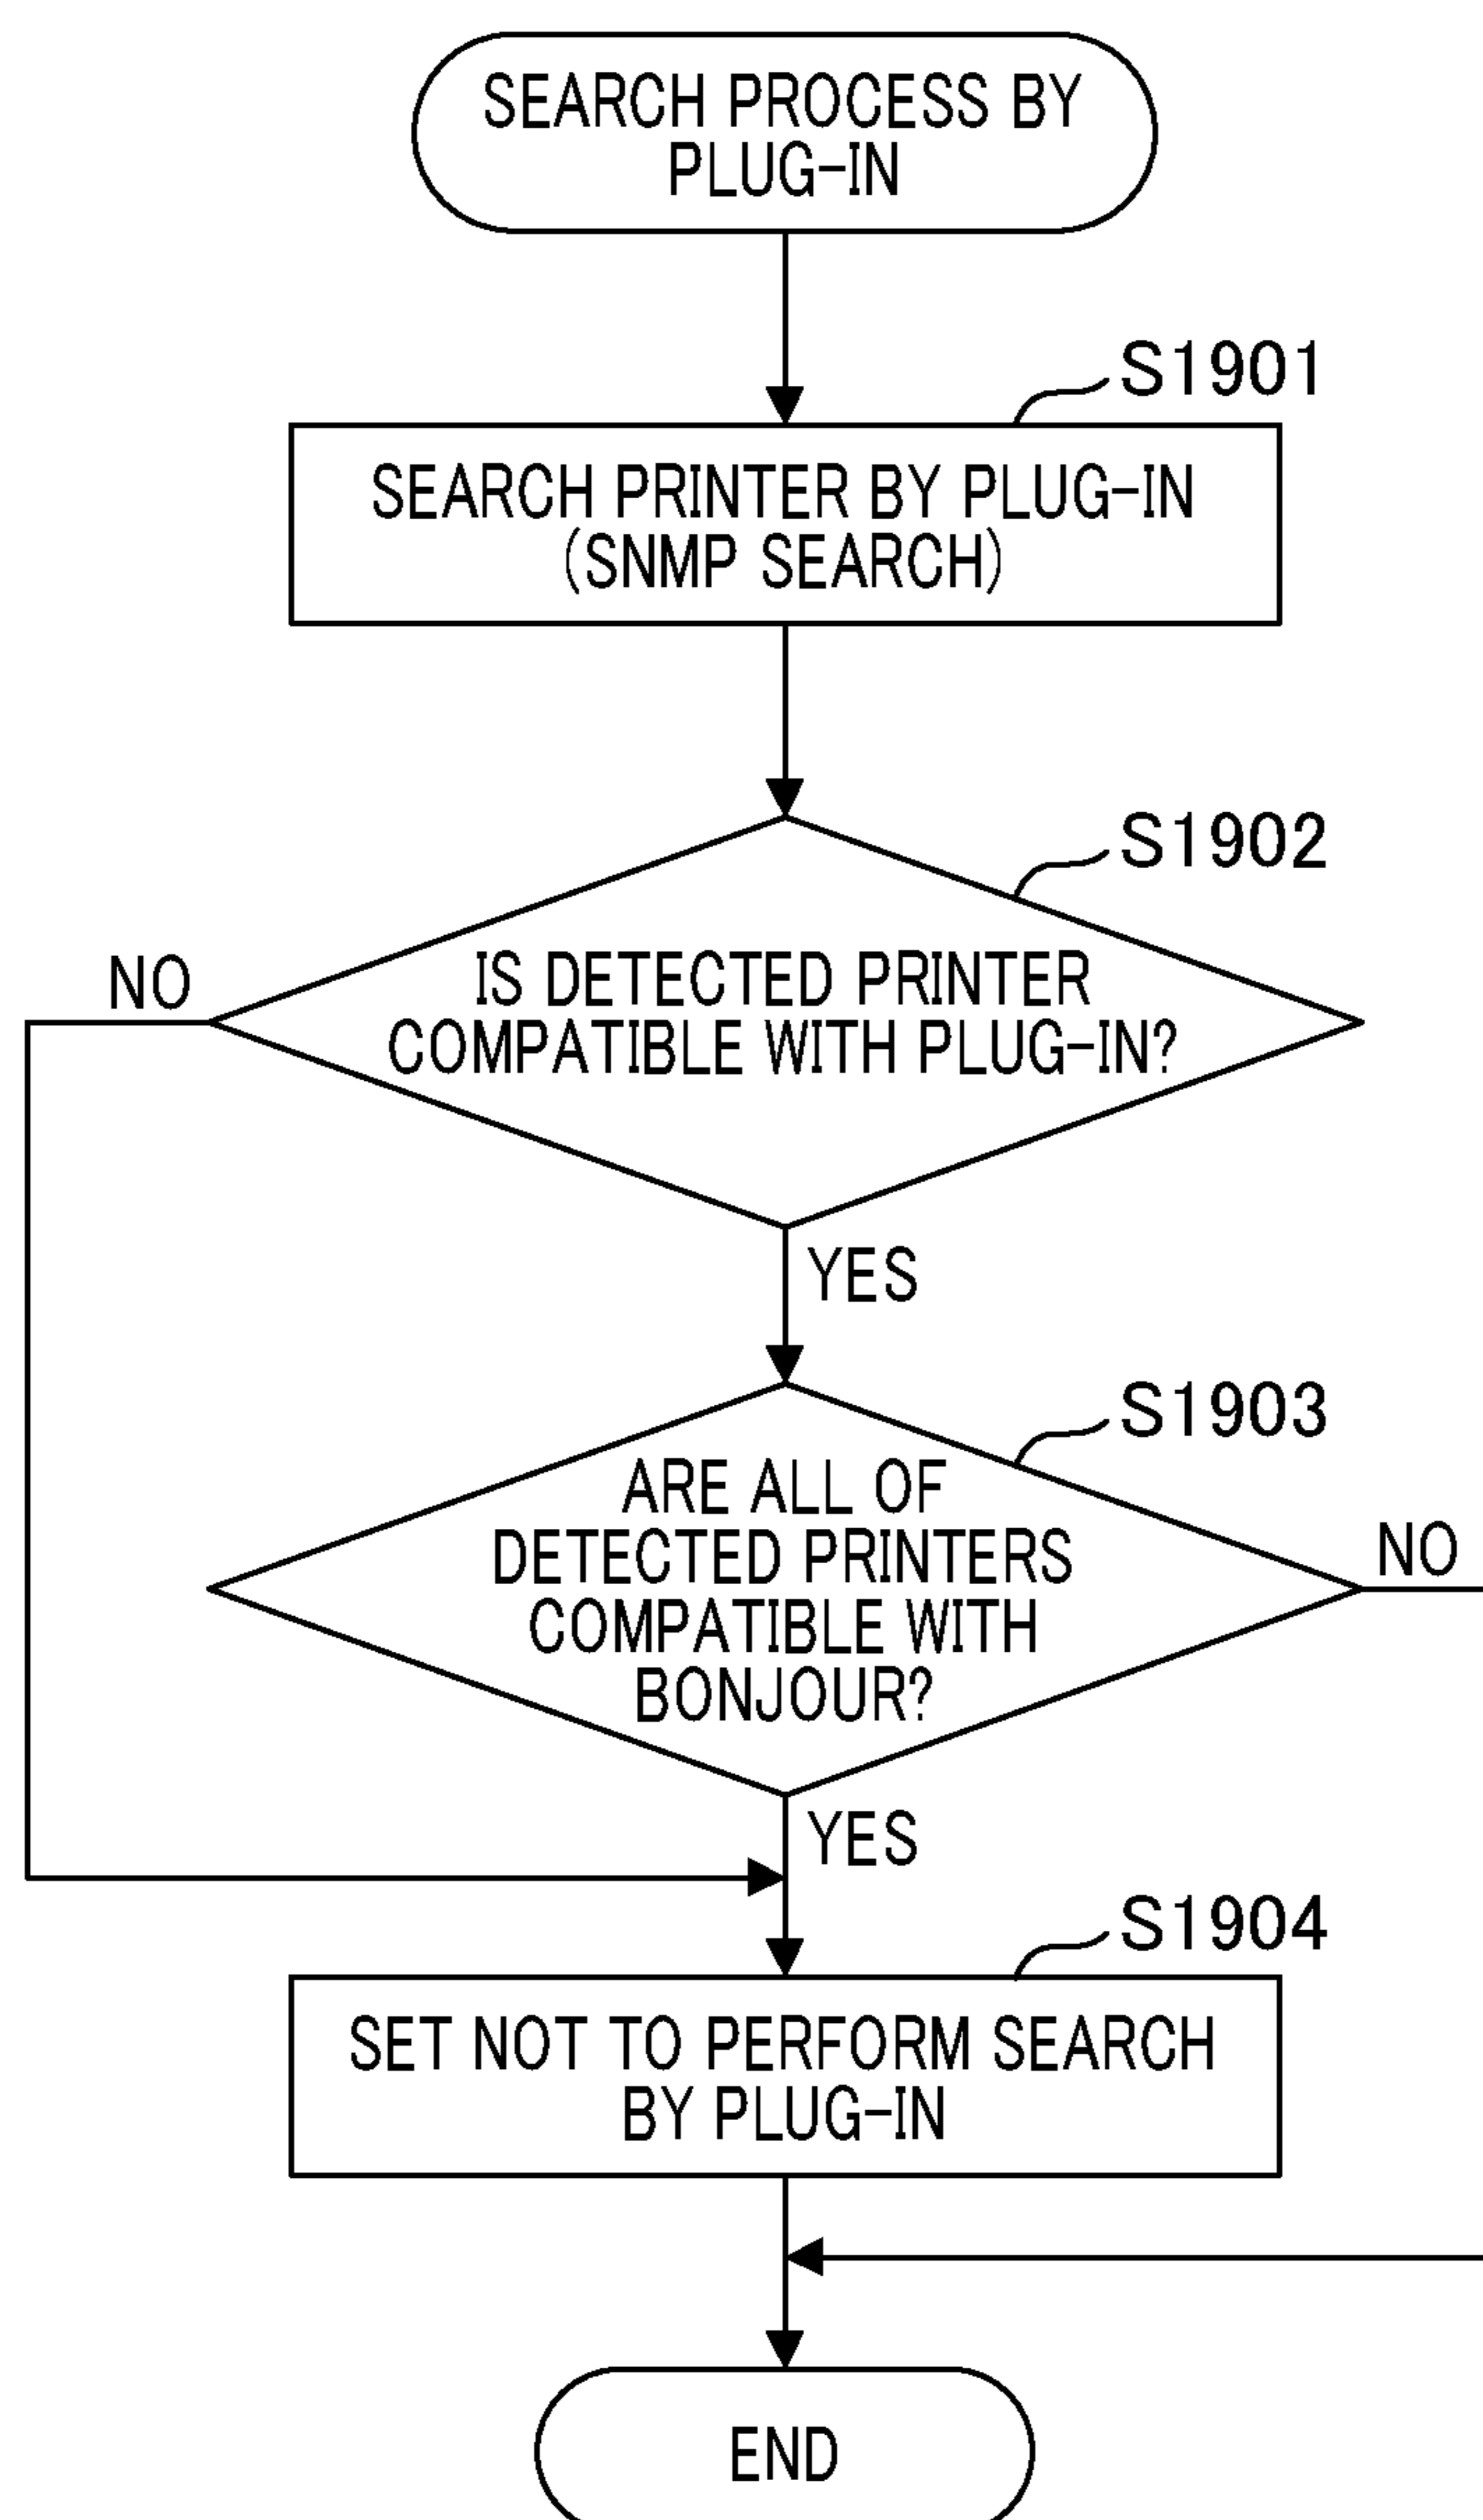 SEARCH PROCESS BY
PLUG-IN
S1901
SEARCH PRINTER BY PLUG-IN
(SNMP SEARCH)
S1902
NO
IS DETECTED PRINTER
COMPATIBLE WITH PLUG-IN?
YES
S1903
ARE ALL OF
DETECTED PRINTERS
COMPATIBLE WITH
BONJOUR?
NO
YES
S1904
SET NOT TO PERFORM SEARCH
BY PLUG-IN
END